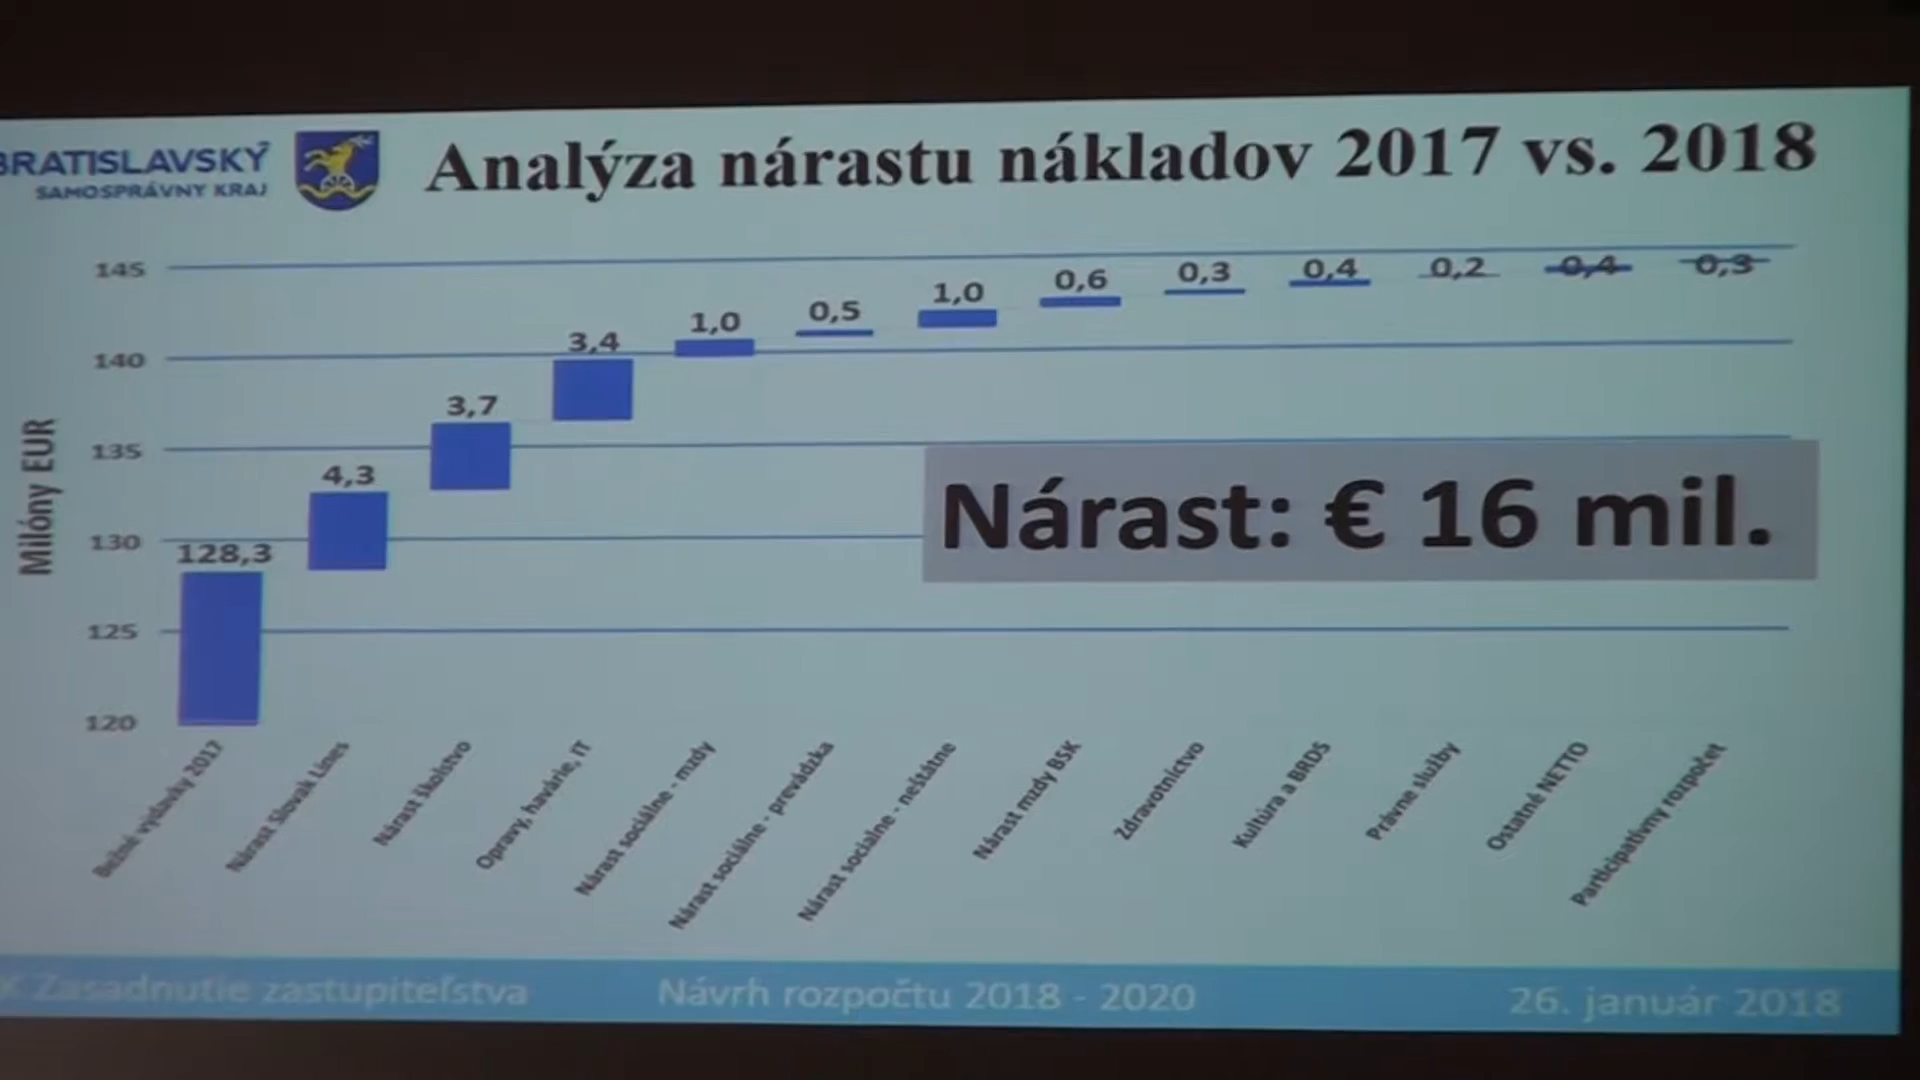 BRATISLAVSKÝ
SAMOSPRÁVNY KRAJ
Analýza nárastu nákladov 2017 vs. 2018
Milióny EUR
145
140
135
130
125
120
128,3
4,3
3,7
3,4
1,0
0,5
1,0
0,6
0,3
0,4
0,2
0,4
0,3
Nárast: € 16 mil.
Bežné výdavky 2017
Nárast Slovak Lines
Nárast školstvo
Opravy, havárie, IT
Nárast sociálne - mzdy
Nárast sociálne - prevádzka
Nárast socialne - neštátne
Nárast mzdy BSK
Zdravotníctvo
Kultúra a BRDS
Právne služby
Ostatné NETTO
Participatívny rozpočet
K Zasadnutie zastupiteľstva
Návrh rozpočtu 2018 - 2020
26. január 2018